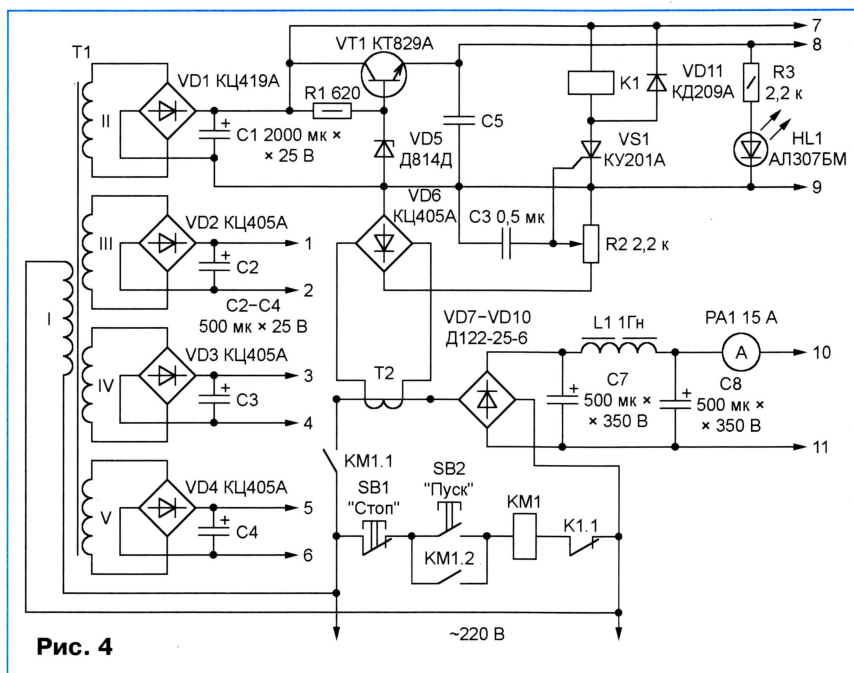 7
8
T1
VT1 КТ829А
VD1 КЦ419А
R1 620
K1
VD11
КД209А
R3
2,2 к
II
+
C1 2000 мк ×
× 25 В
VD5
Д814Д
C5
VS1
КУ201А
HL1
АЛ307БМ
9
VD2 КЦ405А
VD6
КЦ405А
C3 0,5 мк
R2 2,2 к
III
+
C2
1
2
I
C2–C4
500 мк × 25 В
VD7–VD10
Д122-25-6
L1 1Гн
PA1 15 А
A
10
VD3 КЦ405А
IV
+
C3
3
4
T2
+
C7
500 мк ×
× 350 В
+
C8
500 мк ×
× 350 В
11
KM1.1
SB1
"Стоп"
SB2
"Пуск"
KM1
K1.1
KM1.2
VD4 КЦ405А
V
+
C4
5
6
~220 В
Рис. 4